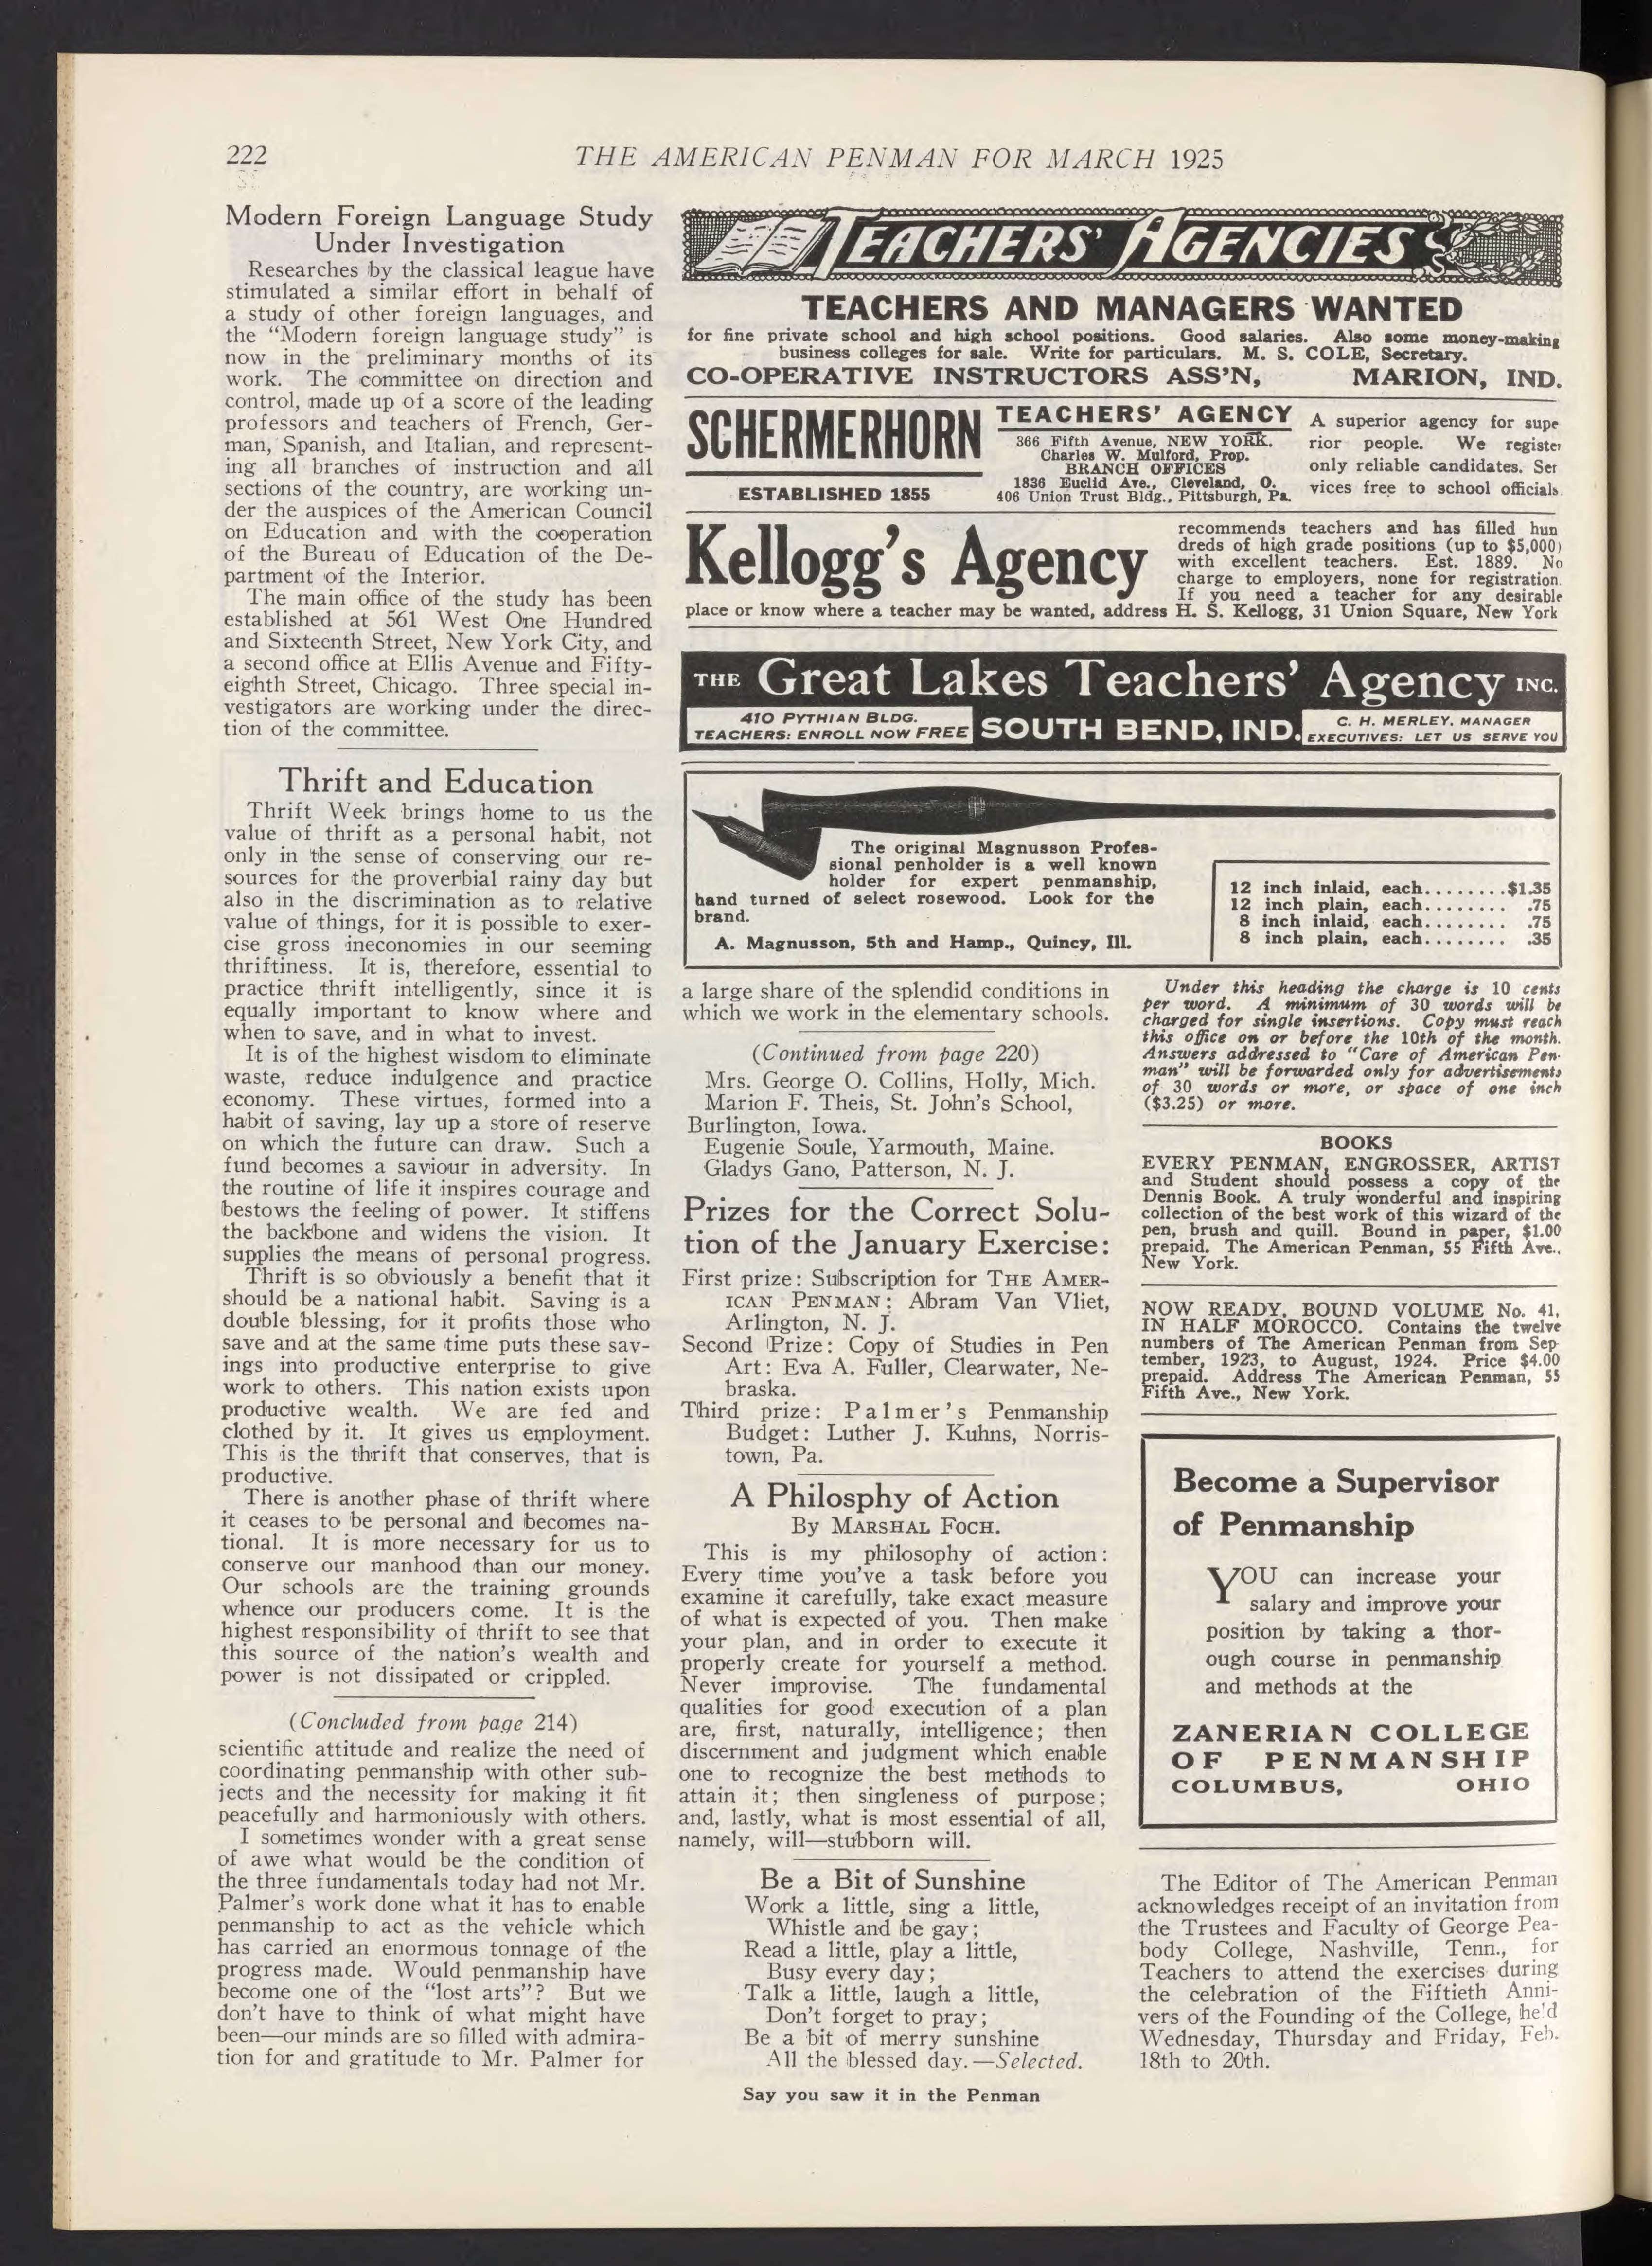 222
THE AMERICAN PENMAN FOR MARCH 1925
Modern Foreign Language Study
Under Investigation
Researches by the classical league have
stimulated a similar effort in behalf of
a study of other foreign languages, and
the “Modern foreign language study” is
now in the preliminary months of its
work. The committee on direction and
control, made up of a score of the leading
professors and teachers of French, Ger-
man, Spanish, and Italian, and represent-
ing all branches of instruction and all
sections of the country, are working un-
der the auspices of the American Council
on Education and with the cooperation
of the Bureau of Education of the De-
partment of the Interior.
The main office of the study has been
established at 561 West One Hundred
and Sixteenth Street, New York City, and
a second office at Ellis Avenue and Fifty-
eighth Street, Chicago. Three special in-
vestigators are working under the direc-
tion of the committee.
Thrift and Education
Thrift Week brings home to us the
value of thrift as a personal habit, not
only in the sense of conserving our re-
sources for the proverbial rainy day but
also in the discrimination as to relative
value of things, for it is possible to exer-
cise gross ineconomies in our seeming
thriftiness. It is, therefore, essential to
practice thrift intelligently, since it is
equally important to know where and
when to save, and in what to invest.
It is of the highest wisdom to eliminate
waste, reduce indulgence and practice
economy. These virtues, formed into a
habit of saving, lay up a store of reserve
on which the future can draw. Such a
fund becomes a saviour in adversity. In
the routine of life it inspires courage and
bestows the feeling of power. It stiffens
the backbone and widens the vision. It
supplies the means of personal progress.
Thrift is so obviously a benefit that it
should be a national habit. Saving is a
double blessing, for it profits those who
save and at the same time puts these sav-
ings into productive enterprise to give
work to others. This nation exists upon
productive wealth. We are fed and
clothed by it. It gives us employment.
This is the thrift that conserves, that is
productive.
There is another phase of thrift where
it ceases to be personal and becomes na-
tional. It is more necessary for us to
conserve our manhood than our money.
Our schools are the training grounds
whence our producers come. It is the
highest responsibility of thrift to see that
this source of the nation's wealth and
power is not dissipated or crippled.
(Concluded from page 214)
scientific attitude and realize the need of
coordinating penmanship with other sub-
jects and the necessity for making it fit
peacefully and harmoniously with others.
I sometimes wonder with a great sense
of awe what would be the condition of
the three fundamentals today had not Mr.
Palmer's work done what it has to enable
penmanship to act as the vehicle which
has carried an enormous tonnage of the
progress made. Would penmanship have
become one of the “lost arts”? But we
don't have to think of what might have
been—our minds are so filled with admira-
tion for and gratitude to Mr. Palmer for
TEACHERS' AGENCIES
TEACHERS AND MANAGERS WANTED
for fine private school and high school positions. Good salaries. Also some money-making
business colleges for sale. Write for particulars. M. S. COLE, Secretary.
CO-OPERATIVE INSTRUCTORS ASS'N, MARION, IND.
SCHERMERHORN
ESTABLISHED 1855
TEACHERS' AGENCY
366 Fifth Avenue, NEW YORK.
Charles W. Mulford, Prop.
BRANCH OFFICES
1836 Euclid Ave., Cleveland, O.
406 Union Trust Bldg., Pittsburgh, Pa.
A superior agency for supe
rior people. We register
only reliable candidates. Ser
vices free to school officials
Kellogg's Agency
recommends teachers and has filled hun
dreds of high grade positions (up to $5,000)
with excellent teachers. Est. 1889. No
charge to employers, none for registration.
If you need a teacher for any desirable
place or know where a teacher may be wanted, address H. S. Kellogg, 31 Union Square, New York
THE Great Lakes Teachers' Agency INC.
410 PYTHIAN BLDG.
TEACHERS: ENROLL NOW FREE
SOUTH BEND, IND.
C. H. MERLEY, MANAGER
EXECUTIVES: LET US SERVE YOU
The original Magnusson Profes-
sional penholder is a well known
holder for expert penmanship,
hand turned of select rosewood. Look for the
brand.
A. Magnusson, 5th and Hamp., Quincy, Ill.
12 inch inlaid, each........$1.35
12 inch plain, each........ .75
8 inch inlaid, each........ .75
8 inch plain, each........ .35
a large share of the splendid conditions in
which we work in the elementary schools.
(Continued from page 220)
Mrs. George O. Collins, Holly, Mich.
Marion F. Theis, St. John's School,
Burlington, Iowa.
Eugenie Soule, Yarmouth, Maine.
Gladys Gano, Patterson, N. J.
Prizes for the Correct Solu-
tion of the January Exercise:
First prize: Subscription for THE AMER-
ICAN PENMAN: Abram Van Vliet,
Arlington, N. J.
Second Prize: Copy of Studies in Pen
Art: Eva A. Fuller, Clearwater, Ne-
braska.
Third prize: Palmer's Penmanship
Budget: Luther J. Kuhns, Norris-
town, Pa.
A Philosphy of Action
By MARSHAL FOCH.
This is my philosophy of action:
Every time you've a task before you
examine it carefully, take exact measure
of what is expected of you. Then make
your plan, and in order to execute it
properly create for yourself a method.
Never improvise. The fundamental
qualities for good execution of a plan
are, first, naturally, intelligence; then
discernment and judgment which enable
one to recognize the best methods to
attain it; then singleness of purpose;
and, lastly, what is most essential of all,
namely, will—stubborn will.
Be a Bit of Sunshine
Work a little, sing a little,
Whistle and be gay;
Read a little, play a little,
Busy every day;
Talk a little, laugh a little,
Don't forget to pray;
Be a bit of merry sunshine
All the blessed day. —Selected.
Say you saw it in the Penman
Under this heading the charge is 10 cents
per word. A minimum of 30 words will be
charged for single insertions. Copy must reach
this office on or before the 10th of the month.
Answers addressed to “Care of American Pen-
man” will be forwarded only for advertisements
of 30 words or more, or space of one inch
($3.25) or more.
BOOKS
EVERY PENMAN, ENGROSSER, ARTIST
and Student should possess a copy of the
Dennis Book. A truly wonderful and inspiring
collection of the best work of this wizard of the
pen, brush and quill. Bound in paper, $1.00
prepaid. The American Penman, 55 Fifth Ave.,
New York.
NOW READY, BOUND VOLUME No. 41,
IN HALF MOROCCO. Contains the twelve
numbers of The American Penman from Sep-
tember, 1923, to August, 1924. Price $4.00
prepaid. Address The American Penman, 55
Fifth Ave., New York.
Become a Supervisor
of Penmanship
YOU can increase your
salary and improve your
position by taking a thor-
ough course in penmanship
and methods at the
ZANERIAN COLLEGE
OF PENMANSHIP
COLUMBUS, OHIO
The Editor of The American Penman
acknowledges receipt of an invitation from
the Trustees and Faculty of George Pea-
body College, Nashville, Tenn., for
Teachers to attend the exercises during
the celebration of the Fiftieth Anni-
vers of the Founding of the College, he'd
Wednesday, Thursday and Friday, Feb.
18th to 20th.